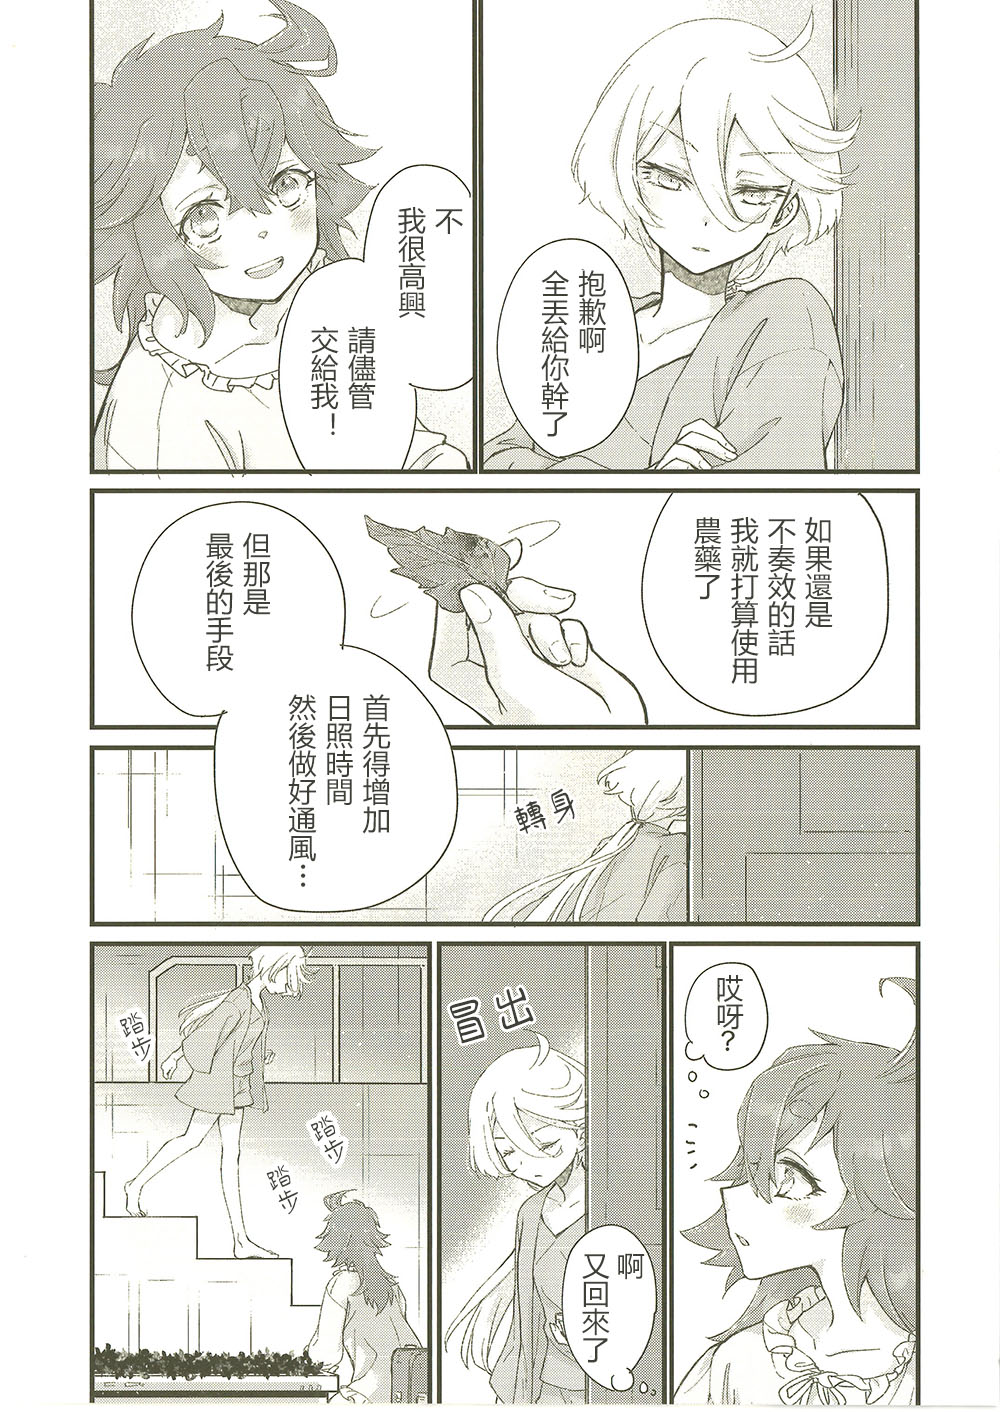 抱歉啊
全丟給你幹了
不
我很高興
請儘管
交給我！
如果還是
不奏效的話
我就打算使用
農藥了
但那是
最後的手段
首先得增加
日照時間
然後做好通風…
轉身
哎呀？
冒出
啊
又回來了
踏步
踏步
踏步